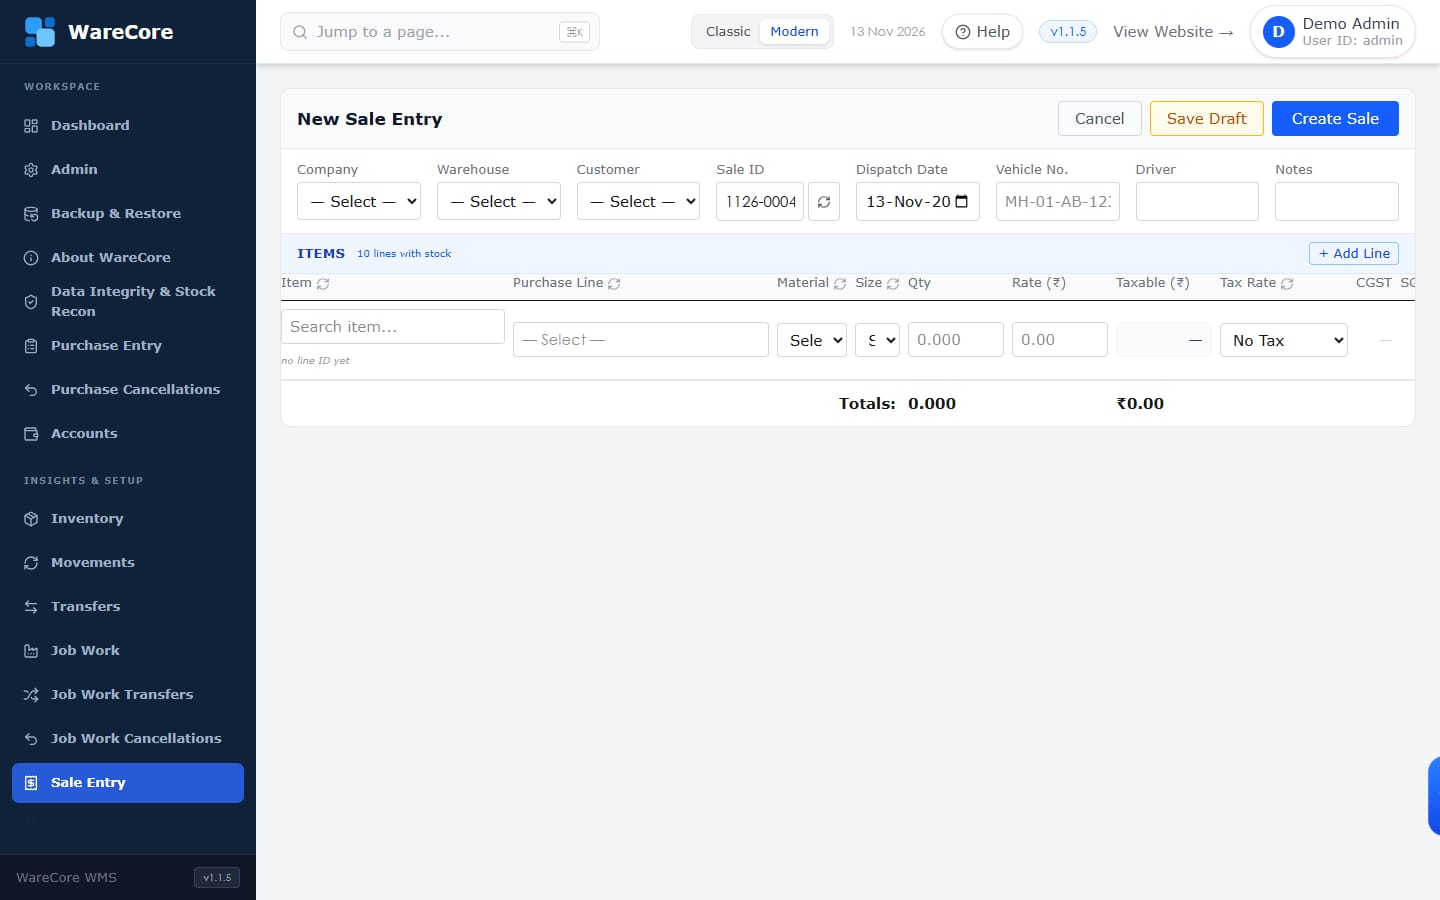 WareCore
Jump to a page...
⌘K
Classic
Modern
13 Nov 2026
Help
v1.1.5
View Website →
D
Demo Admin
User ID: admin
WORKSPACE
Dashboard
Admin
Backup & Restore
About WareCore
Data Integrity & Stock
Recon
Purchase Entry
Purchase Cancellations
Accounts
INSIGHTS & SETUP
Inventory
Movements
Transfers
Job Work
Job Work Transfers
Job Work Cancellations
Sale Entry
WareCore WMS
v1.1.5
New Sale Entry
Cancel
Save Draft
Create Sale
Company
Warehouse
Customer
Sale ID
Dispatch Date
Vehicle No.
Driver
Notes
— Select —
— Select —
— Select —
1126-0004
13-Nov-20
MH-01-AB-12
ITEMS
10 lines with stock
+ Add Line
Item
Purchase Line
Material
Size
Qty
Rate (₹)
Taxable (₹)
Tax Rate
CGST
Search item...
— Select —
Sele
S
0.000
0.00
—
No Tax
—
no line ID yet
Totals:
0.000
₹0.00